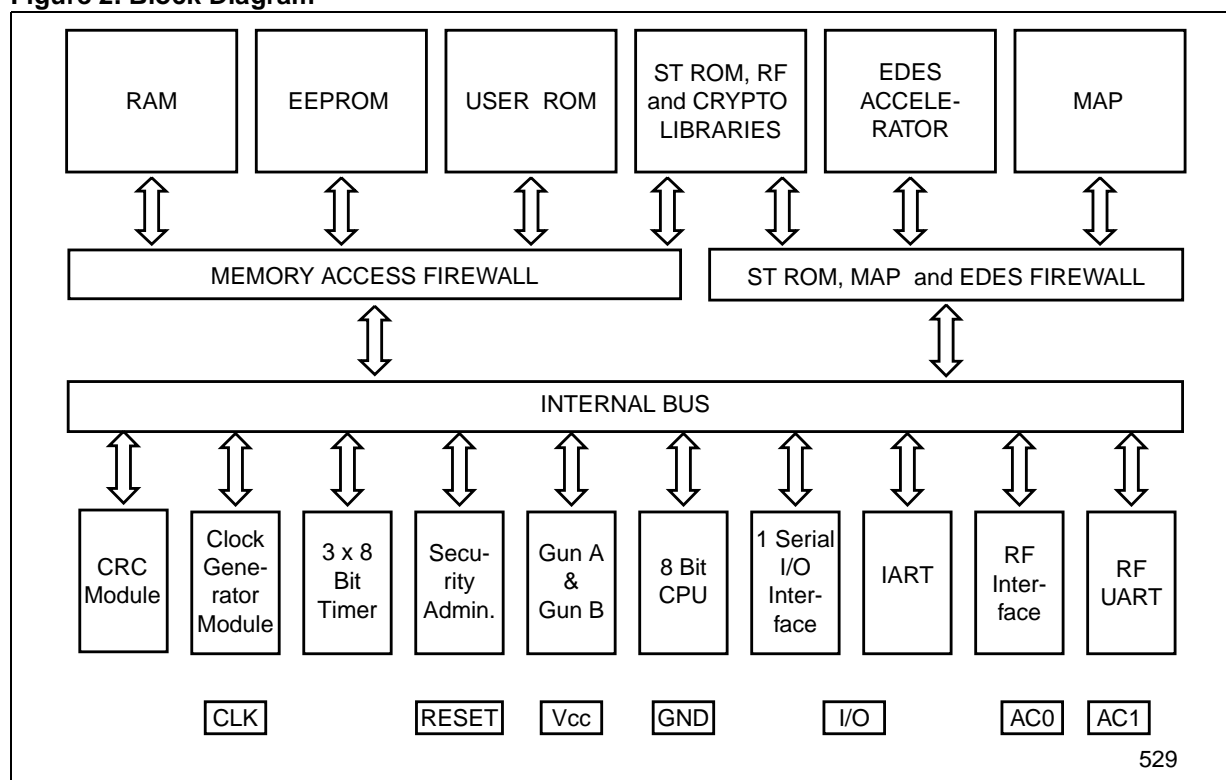 Figure 2. Block Diagram
RAM
EEPROM
USER ROM
ST ROM, RF
and CRYPTO
LIBRARIES
EDES
ACCELE-
RATOR
MAP
MEMORY ACCESS FIREWALL
ST ROM, MAP and EDES FIREWALL
INTERNAL BUS
CRC
Module
Clock
Gene-
rator
Module
3 x 8
Bit
Timer
Secu-
rity
Admin.
Gun A
&
Gun B
8 Bit
CPU
1 Serial
I/O
Inter-
face
IART
RF
Inter-
face
RF
UART
CLK
RESET
Vcc
GND
I/O
AC0
AC1
529